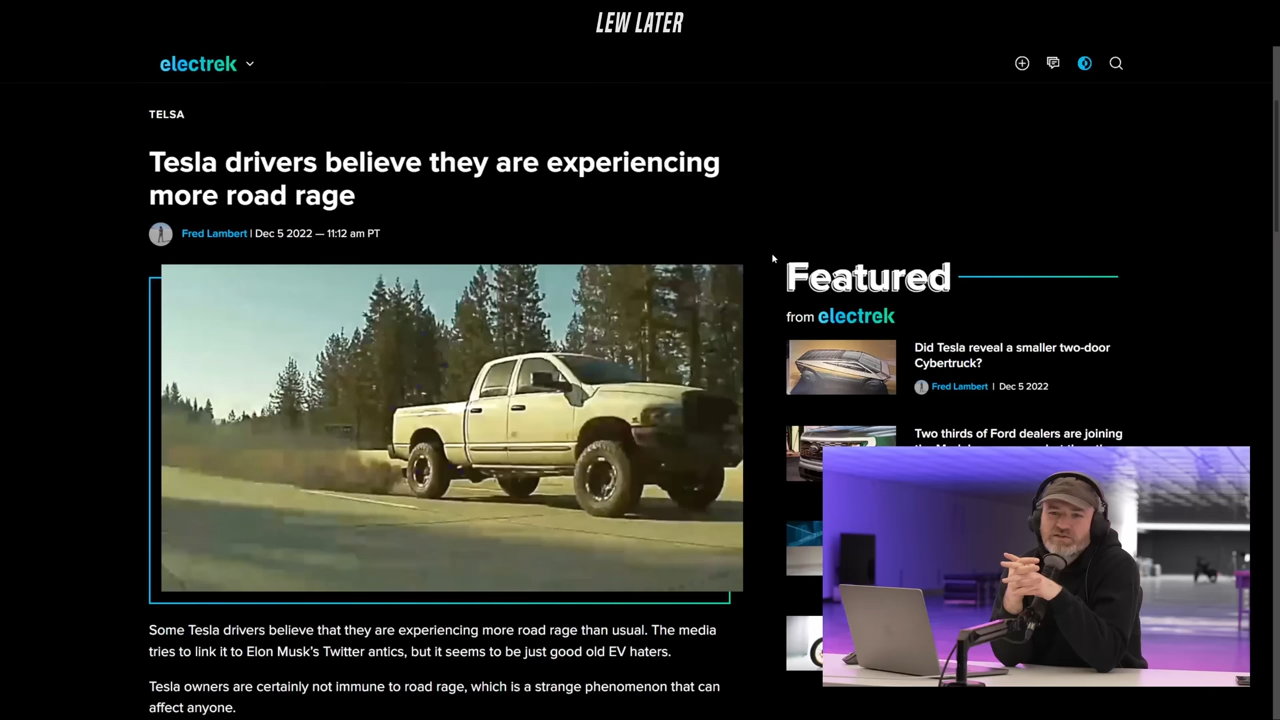 LEW LATER
electrek
TELSA
Tesla drivers believe they are experiencing
more road rage
Fred Lambert | Dec 5 2022 — 11:12 am PT
Featured
from electrek
Did Tesla reveal a smaller two-door
Cybertruck?
Fred Lambert | Dec 5 2022
Two thirds of Ford dealers are joining
Some Tesla drivers believe that they are experiencing more road rage than usual. The media
tries to link it to Elon Musk's Twitter antics, but it seems to be just good old EV haters.
Tesla owners are certainly not immune to road rage, which is a strange phenomenon that can
affect anyone.